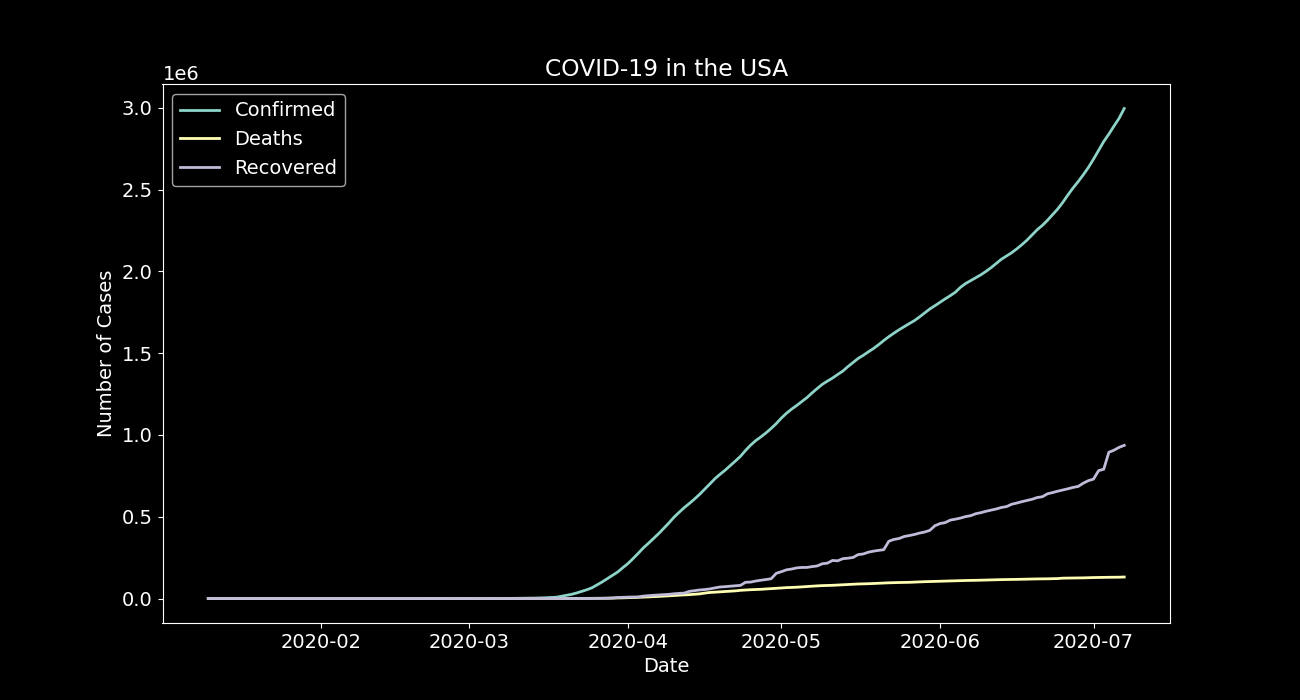 COVID-19 in the USA
1e6
Confirmed
Deaths
Recovered
3.0
2.5
2.0
1.5
1.0
0.5
0.0
Number of Cases
2020-02 2020-03 2020-04 2020-05 2020-06 2020-07
Date